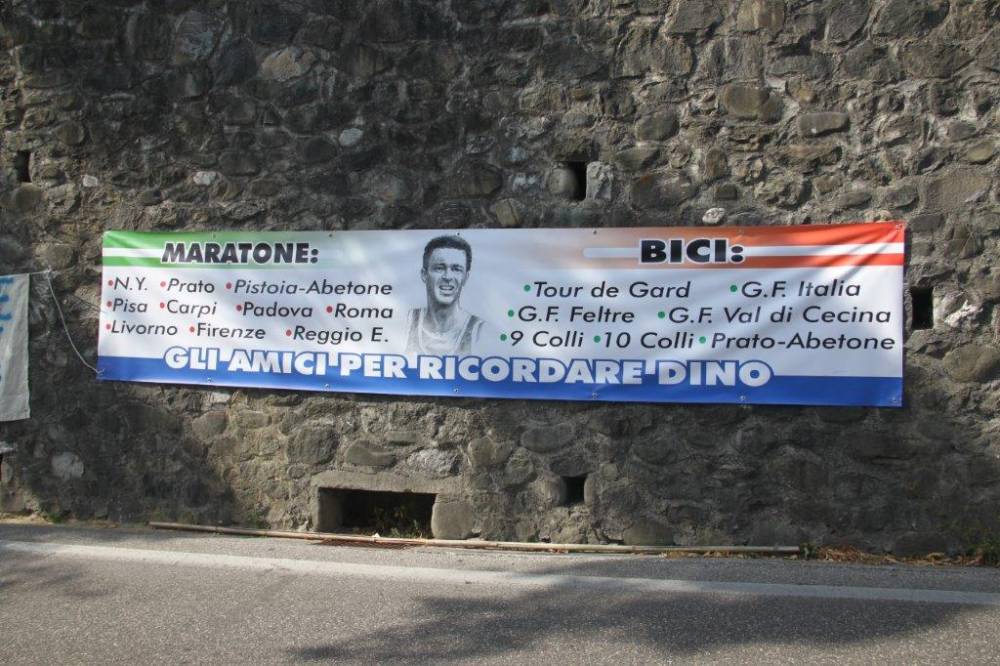 MARATONE:
•N.Y. •Prato •Pistoia-Abetone
•Pisa •Carpi •Padova •Roma
•Livorno •Firenze •Reggio E.
BICI:
•Tour de Gard •G.F. Italia
•G.F. Feltre •G.F. Val di Cecina
•9 Colli •10 Colli •Prato-Abetone
GLI AMICI PER RICORDARE DINO